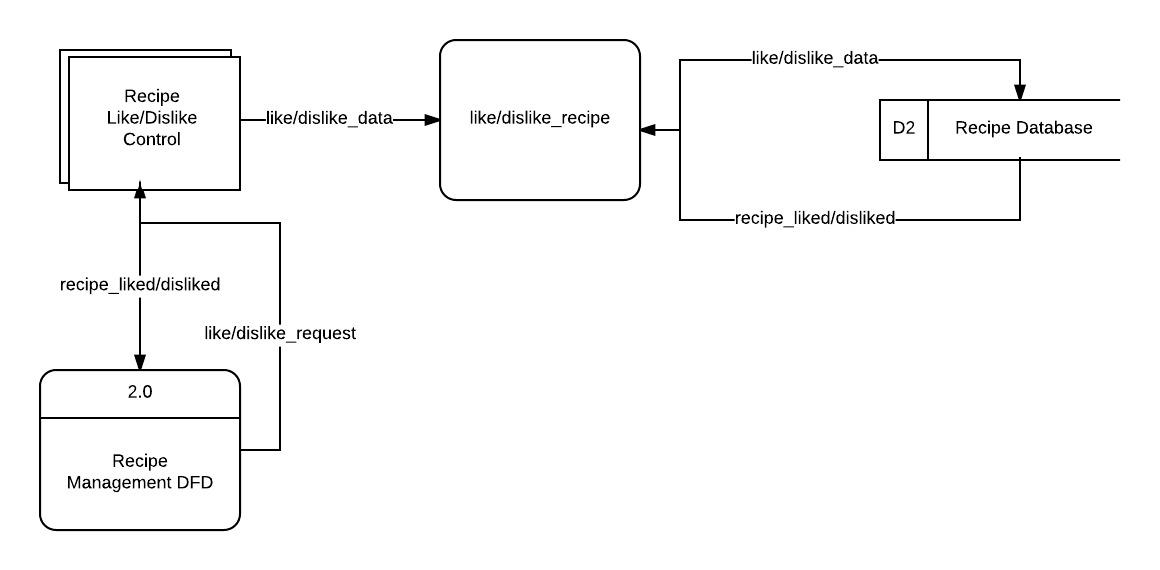 Recipe
Like/Dislike
Control
like/dislike_data
like/dislike_recipe
like/dislike_data
D2
Recipe Database
recipe_liked/disliked
recipe_liked/disliked
like/dislike_request
2.0
Recipe
Management DFD